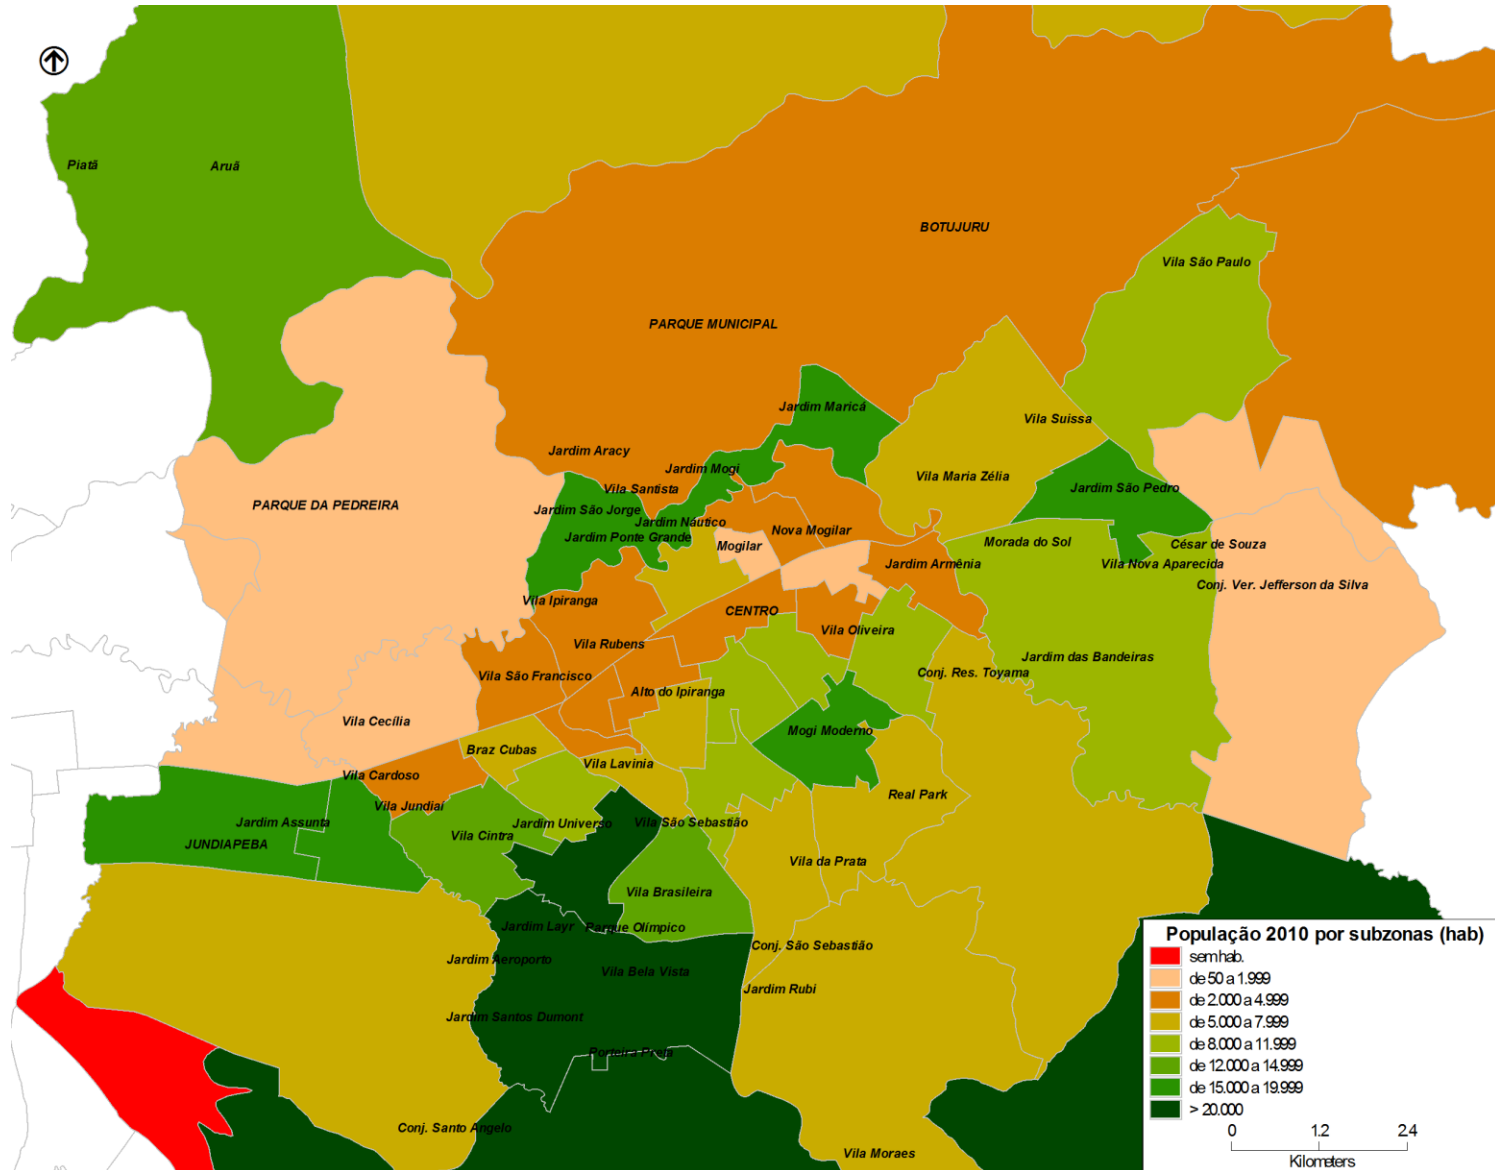 Piatã
Aruã
BOTUJURU
Vila São Paulo
PARQUE MUNICIPAL
Jardim Maricá
Vila Suissa
Jardim Aracy
Jardim Mogi
Vila Maria Zélia
Vila Santista
Jardim São Pedro
PARQUE DA PEDREIRA
Jardim São Jorge
Jardim Náutico
Nova Mogilar
Jardim Ponte Grande
Mogilar
Morada do Sol
César de Souza
Jardim Armênia
Vila Nova Aparecida
Conj. Ver. Jefferson da Silva
Vila Ipiranga
CENTRO
Vila Oliveira
Vila Rubens
Jardim das Bandeiras
Vila São Francisco
Conj. Res. Toyama
Alto do Ipiranga
Vila Cecília
Mogi Moderno
Braz Cubas
Vila Lavinia
Vila Cardoso
Real Park
Vila Jundiaí
Jardim Assunta
Jardim Universo
Vila São Sebastião
Vila Cintra
JUNDIAPEBA
Vila da Prata
Vila Brasileira
Jardim Layr
Parque Olímpico
Conj. São Sebastião
Jardim Aeroporto
Vila Bela Vista
Jardim Rubi
Jardim Santos Dumont
Porteira Preta
Conj. Santo Angelo
Vila Moraes
População 2010 por subzonas (hab)
sem hab.
de 50 a 1.999
de 2.000 a 4.999
de 5.000 a 7.999
de 8.000 a 11.999
de 12.000 a 14.999
de 15.000 a 19.999
> 20.000
0 1.2 2.4
Kilometers